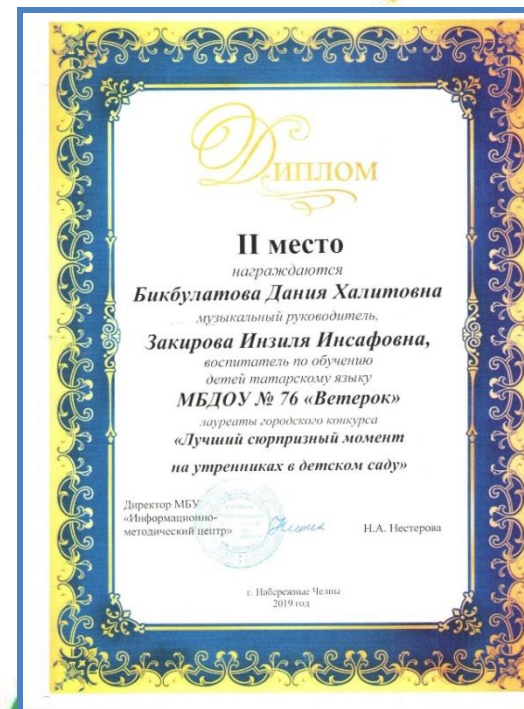 Диплом
II место
награждаются
Бикбулатова Дания Халитовна
музыкальный руководитель,
Закирова Инзиля Инсафовна,
воспитатель по обучению
детей татарскому языку
МБДОУ № 76 «Ветерок»
лауреаты городского конкурса
«Лучший сюрпризный момент
на утренниках в детском саду»
Директор МБУ
«Информационно-
методический центр»
Н.А. Нестерова
г. Набережные Челны
2019 год